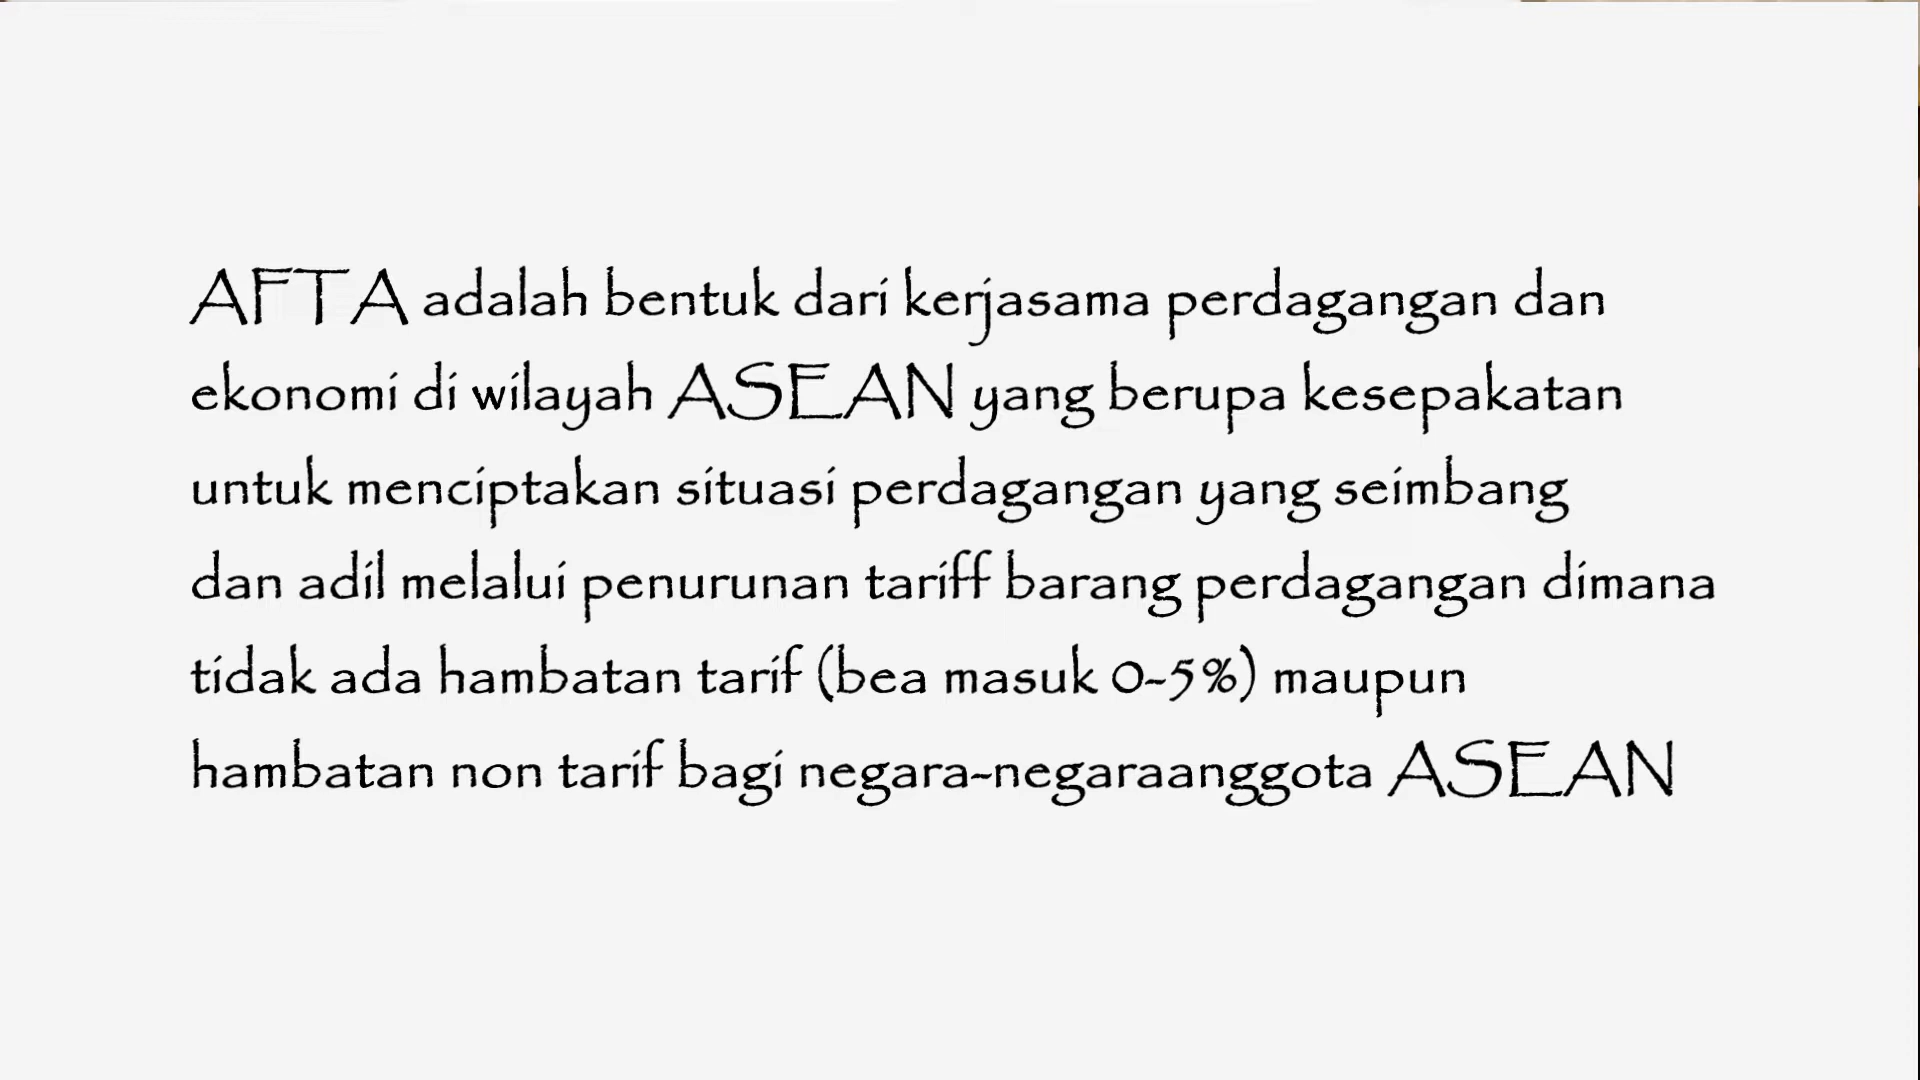 AFTA adalah bentuk dari kerjasama perdagangan dan
ekonomi di wilayah ASEAN yang berupa kesepakatan
untuk menciptakan situasi perdagangan yang seimbang
dan adil melalui penurunan tariff barang perdagangan dimana
tidak ada hambatan tarif (bea masuk 0-5%) maupun
hambatan non tarif bagi negara-negaraanggota ASEAN